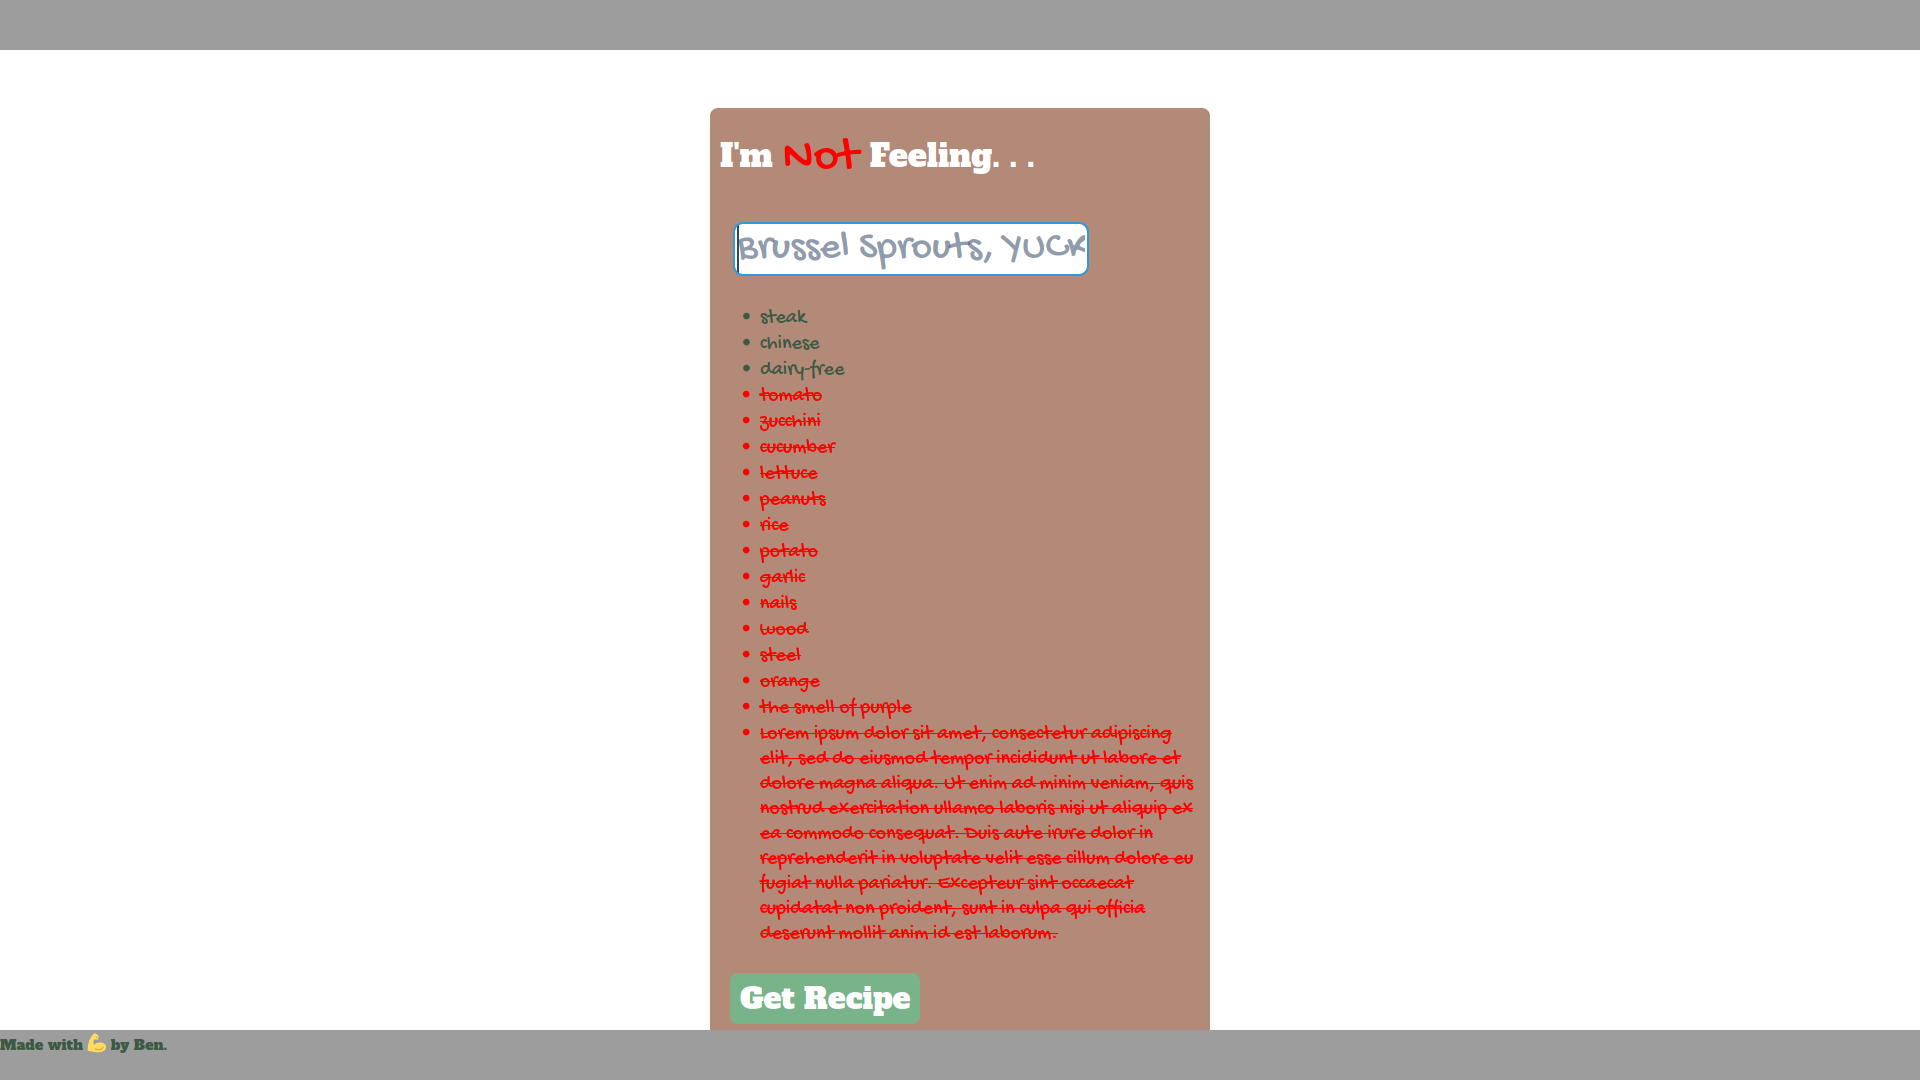 I'm Not Feeling. . .
Brussel Sprouts, YUCK
steak
chinese
dairy-free
tomato
zucchini
cucumber
lettuce
peanuts
rice
potato
garlic
nails
wood
steel
orange
the smell of purple
Lorem ipsum dolor sit amet, consectetur adipiscing
elit, sed do eiusmod tempor incididunt ut labore et
dolore magna aliqua. Ut enim ad minim veniam, quis
nostrud exercitation ullamco laboris nisi ut aliquip ex
ea commodo consequat. Duis aute irure dolor in
reprehenderit in voluptate velit esse cillum dolore eu
fugiat nulla pariatur. Excepteur sint occaecat
cupidatat non proident, sunt in culpa qui officia
deserunt mollit anim id est laborum.
Get Recipe
Made with 💪 by Ben.